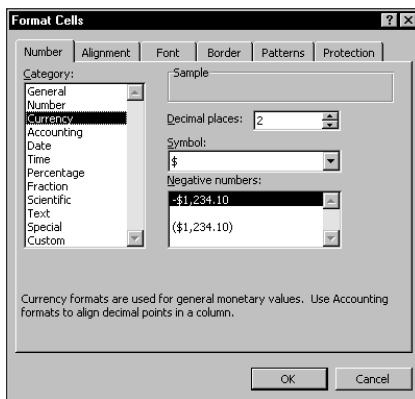 Format Cells
Number Alignment Font Border Patterns Protection
Category:
General
Number
Currency
Accounting
Date
Time
Percentage
Fraction
Scientific
Text
Special
Custom
Sample
Decimal places: 2
Symbol:
$
Negative numbers:
-$1,234.10
($1,234.10)
Currency formats are used for general monetary values. Use Accounting
formats to align decimal points in a column.
OK Cancel